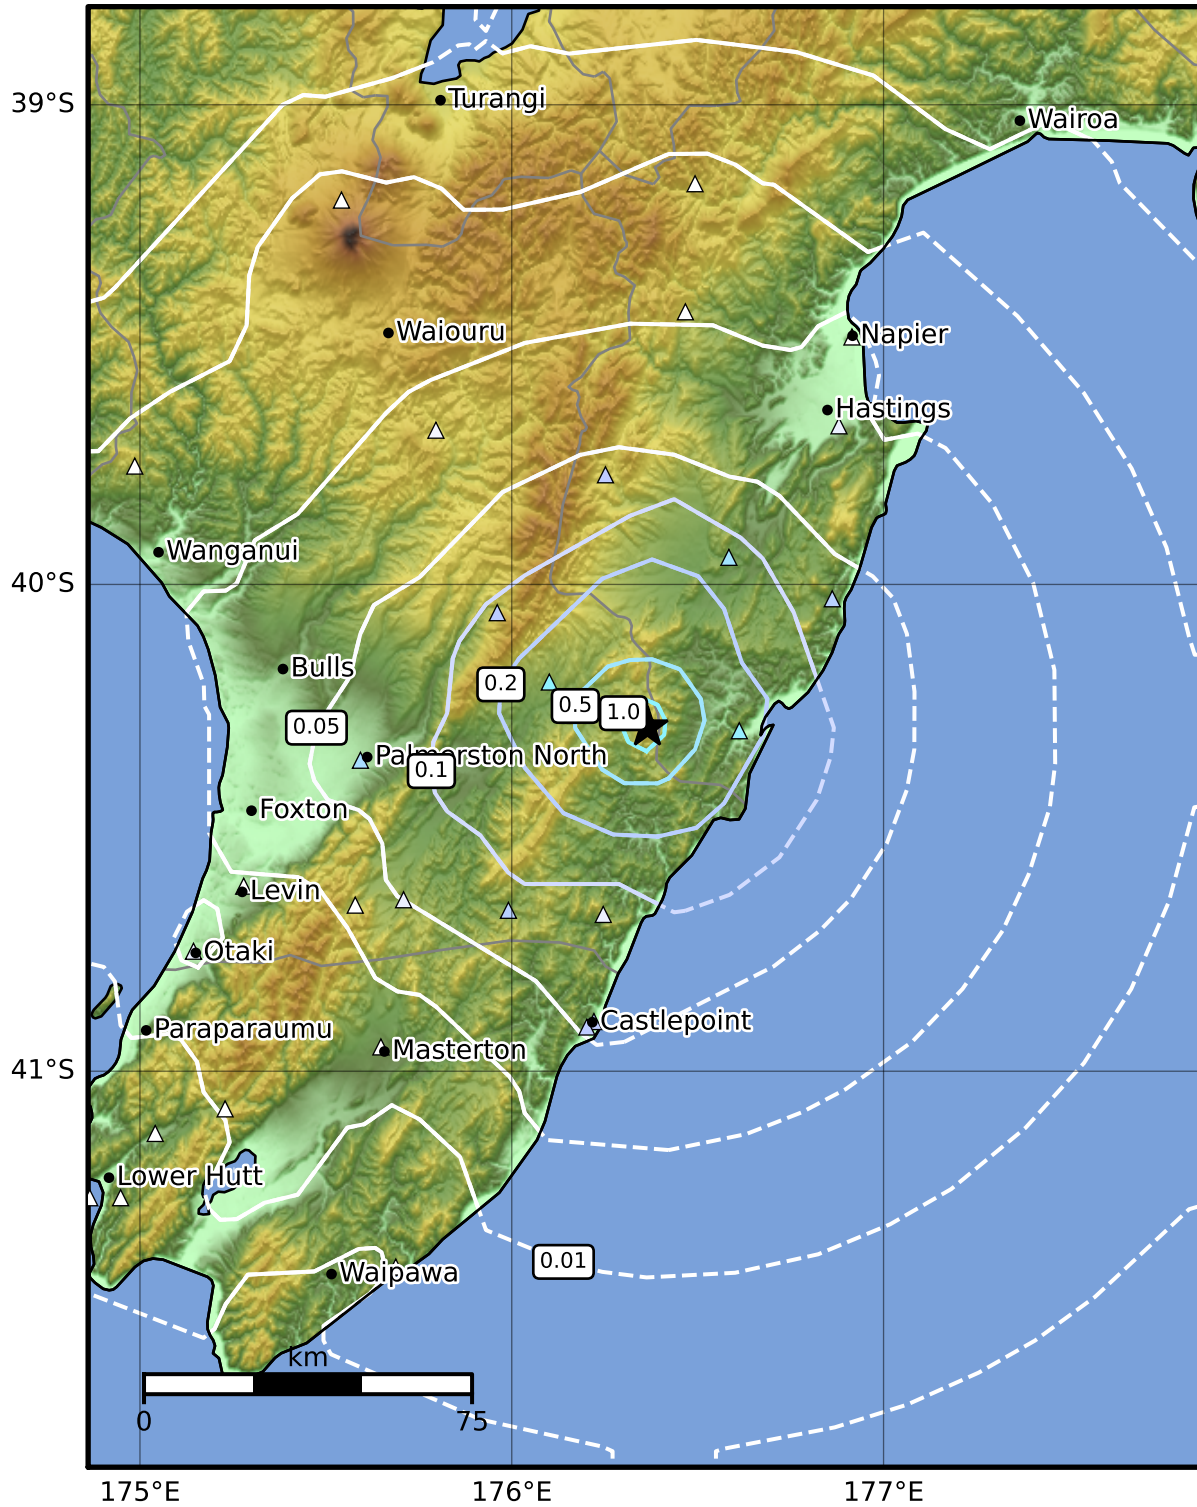 39°S
Turangi
Wairoa
Waiouru
Napier
Hastings
Wanganui
40°S
Bulls
0.2
0.5
1.0
0.05
Palmerston North
0.1
Foxton
Levin
Otaki
Castlepoint
Paraparaumu
Masterton
41°S
Lower Hutt
0.01
Waipawa
km
0
75
175°E
176°E
177°E